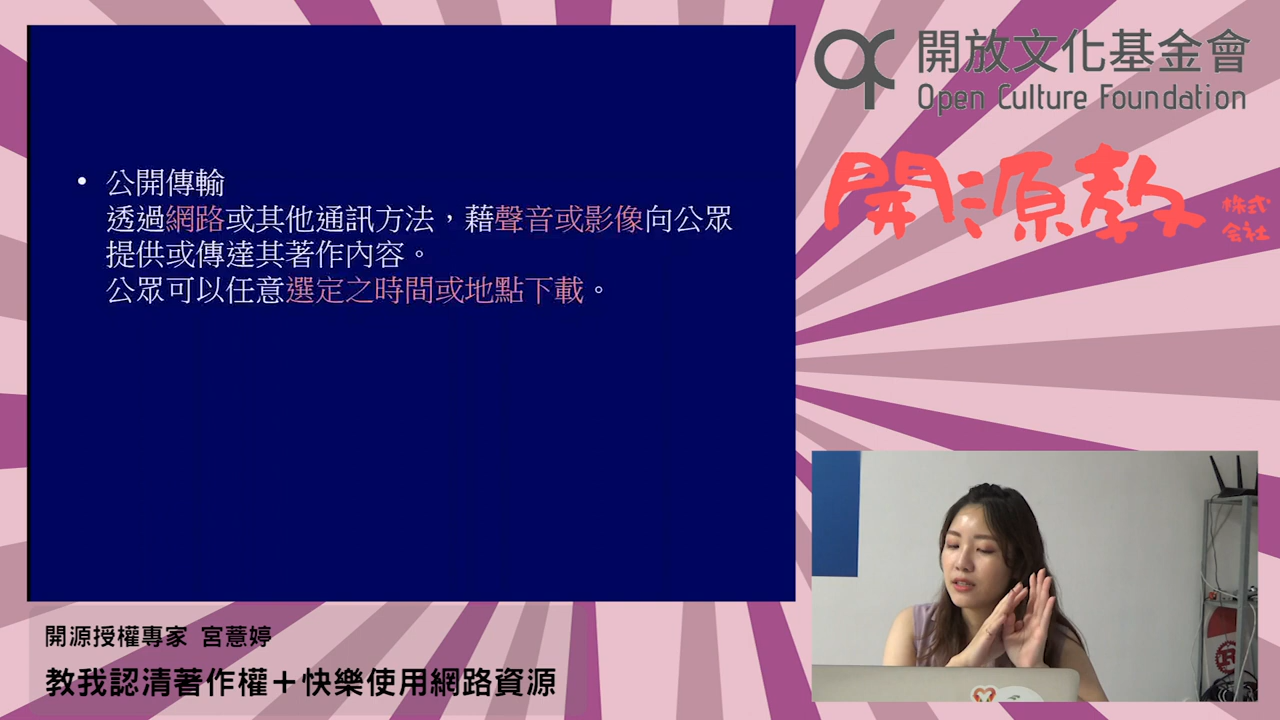 • 公開傳輸
透過網路或其他通訊方法，藉聲音或影像向公眾
提供或傳達其著作內容。
公眾可以任意選定之時間或地點下載。
開放文化基金會
Open Culture Foundation
開源教
株式
会社
開源授權專家 宮薏婷
教我認清著作權＋快樂使用網路資源